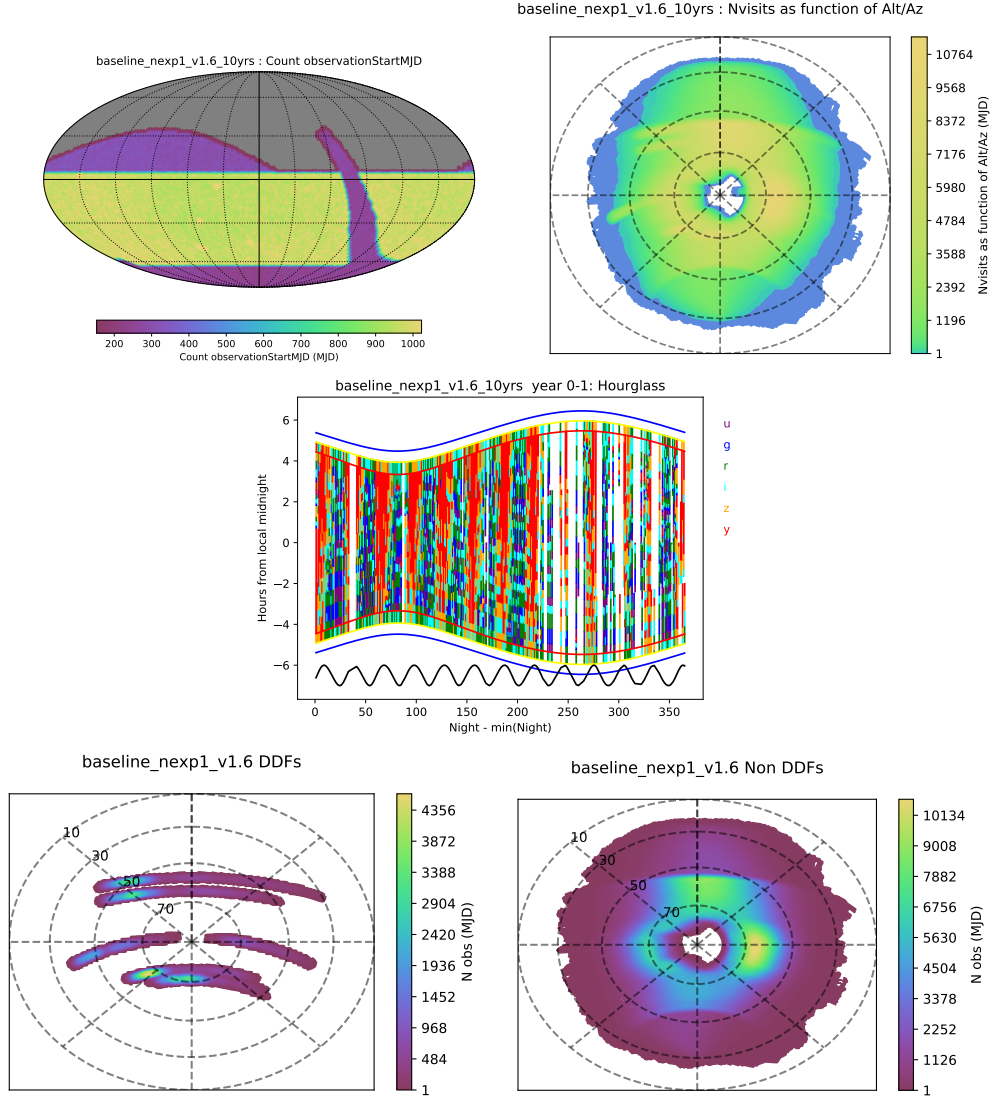 baseline_nexp1_v1.6_10yrs : Nvisits as function of Alt/Az
10764
9568
8372
7176
5980
4784
3588
2392
1196
1
Nvisits as function of Alt/Az (MJD)
baseline_nexp1_v1.6_10yrs : Count observationStartMJD
200 300 400 500 600 700 800 900 1000
Count observationStartMJD (MJD)
baseline_nexp1_v1.6_10yrs year 0-1: Hourglass
6
4
2
0
−2
−4
−6
Hours from local midnight
0 50 100 150 200 250 300 350
Night - min(Night)
u
g
r
i
z
y
baseline_nexp1_v1.6 DDFs
10
30
50
70
4356
3872
3388
2904
2420
1936
1452
968
484
1
N obs (MJD)
baseline_nexp1_v1.6 Non DDFs
10
30
50
70
10134
9008
7882
6756
5630
4504
3378
2252
1126
1
N obs (MJD)